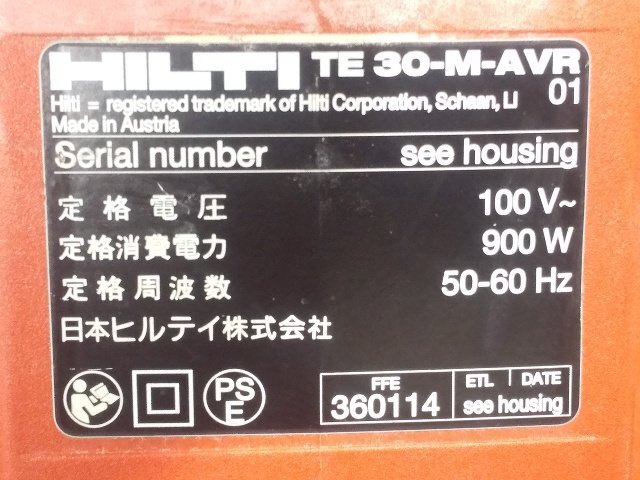 HILTI TE 30-M-AVR
Hilti = registered trademark of Hilti Corporation, Schaan, LI 01
Made in Austria
Serial number see housing
定格電圧 100 V~
定格消費電力 900 W
定格周波数 50-60 Hz
日本ヒルテイ株式会社
PS
E
FFE
360114
ETL DATE
see housing